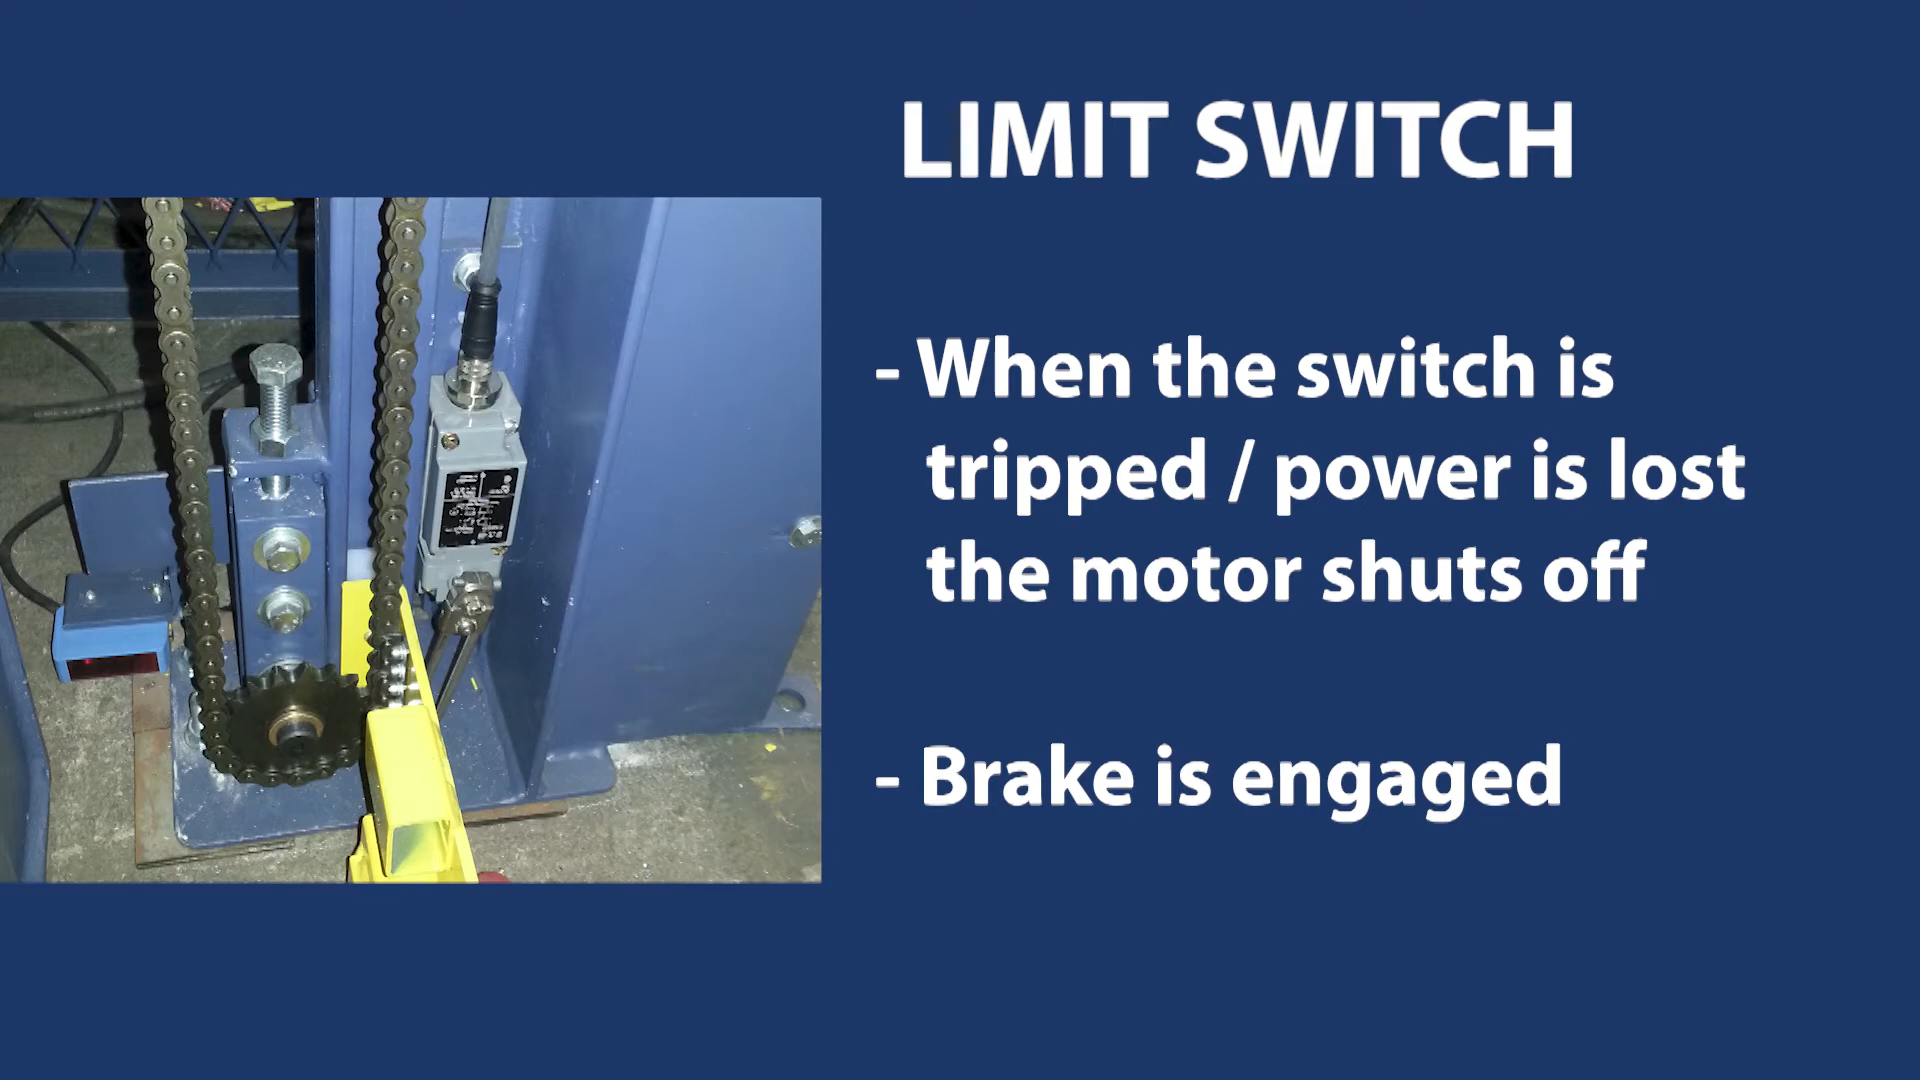 LIMIT SWITCH
- When the switch is
tripped / power is lost
the motor shuts off
- Brake is engaged